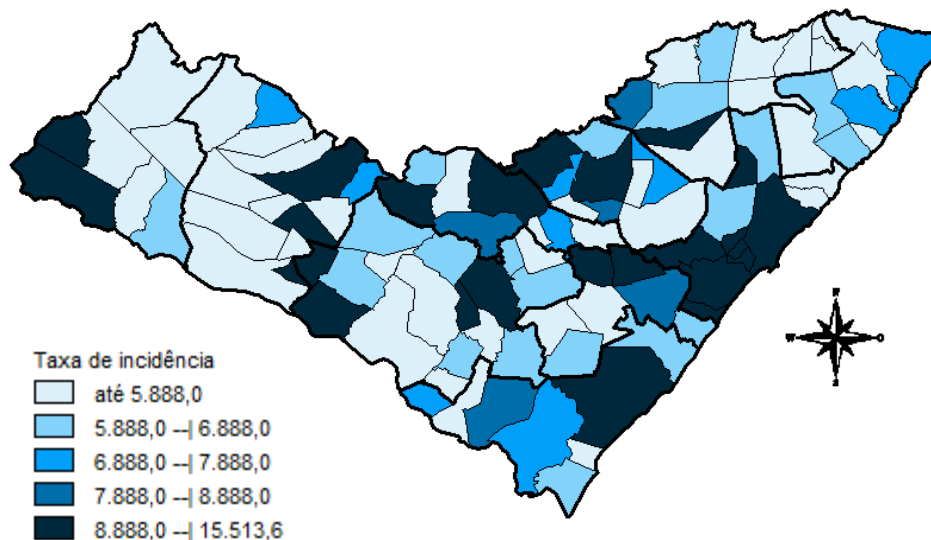 Taxa de incidência
até 5.888,0
5.888,0 --| 6.888,0
6.888,0 --| 7.888,0
7.888,0 --| 8.888,0
8.888,0 --| 15.513,6